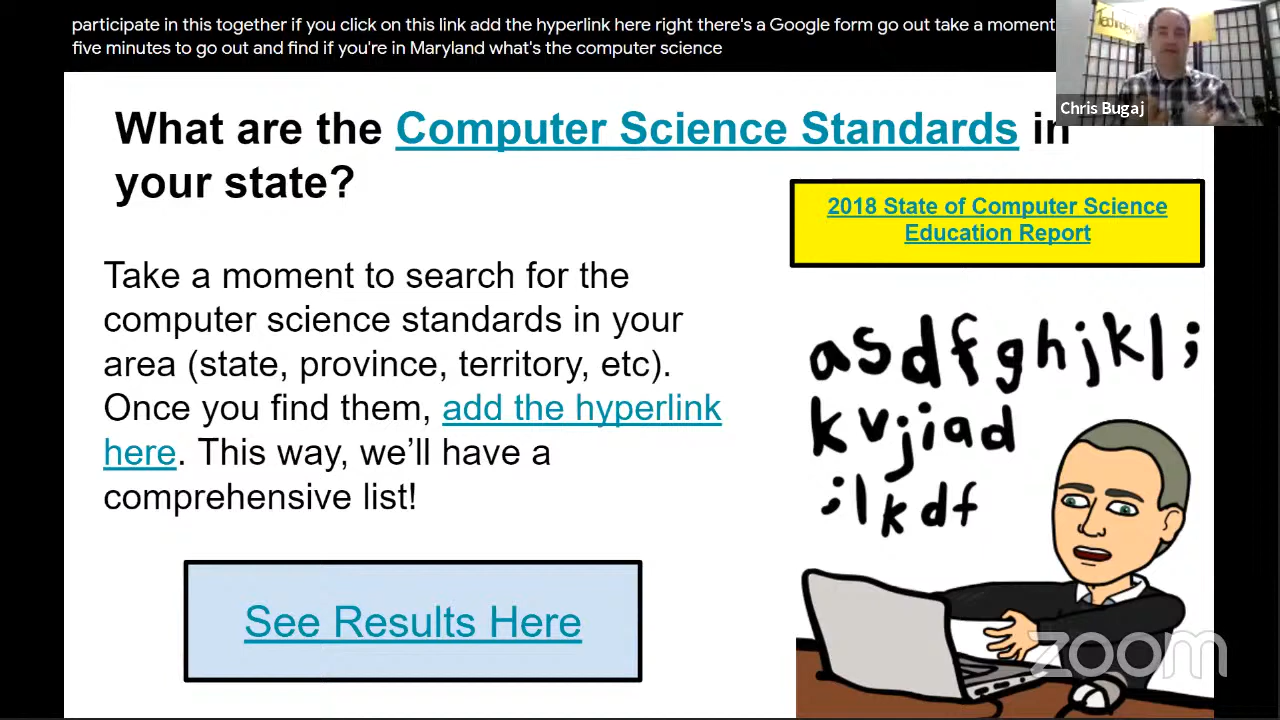 participate in this together if you click on this link add the hyperlink here right there's a Google form go out take a moment
five minutes to go out and find if you're in Maryland what's the computer science
Chris Bugaj
What are the Computer Science Standards in
your state?
2018 State of Computer Science
Education Report
Take a moment to search for the
computer science standards in your
area (state, province, territory, etc).
Once you find them, add the hyperlink
here. This way, we’ll have a
comprehensive list!
asdfghjkl;
kvjiad
;lkdf
See Results Here
zoom